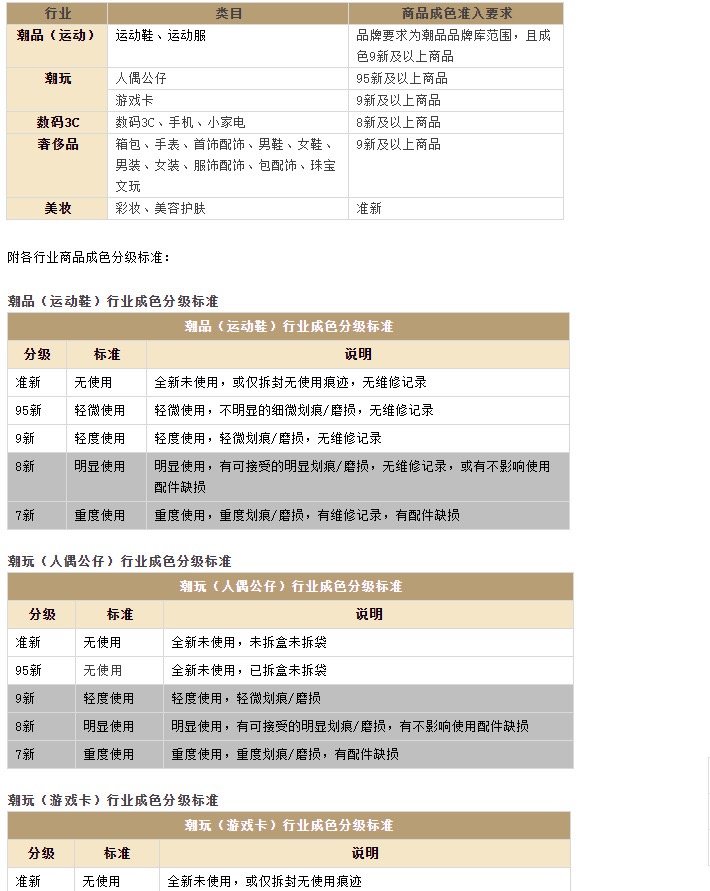 行业 类目 商品成色准入要求
潮品（运动） 运动鞋、运动服 品牌要求为潮品品牌库范围，且成
色9新及以上商品
潮玩 人偶公仔 95新及以上商品
游戏卡 9新及以上商品
数码3C 数码3C、手机、小家电 8新及以上商品
奢侈品 箱包、手表、首饰配饰、男鞋、女鞋、 9新及以上商品
男装、女装、服饰配饰、包配饰、珠宝
文玩
美妆 彩妆、美容护肤 准新
附各行业商品成色分级标准：
潮品（运动鞋）行业成色分级标准
潮品（运动鞋）行业成色分级标准
分级 标准 说明
准新 无使用 全新未使用，或仅拆封无使用痕迹，无维修记录
95新 轻微使用 轻微使用，不明显的细微划痕/磨损，无维修记录
9新 轻度使用 轻度使用，轻微划痕/磨损，无维修记录
8新 明显使用 明显使用，有可接受的明显划痕/磨损，无维修记录，或有不影响使用
配件缺损
7新 重度使用 重度使用，重度划痕/磨损，有维修记录，有配件缺损
潮玩（人偶公仔）行业成色分级标准
潮玩（人偶公仔）行业成色分级标准
分级 标准 说明
准新 无使用 全新未使用，未拆盒未拆袋
95新 无使用 全新未使用，已拆盒未拆袋
9新 轻度使用 轻度使用，轻微划痕/磨损
8新 明显使用 明显使用，有可接受的明显划痕/磨损，有不影响使用配件缺损
7新 重度使用 重度使用，重度划痕/磨损，有配件缺损
潮玩（游戏卡）行业成色分级标准
潮玩（游戏卡）行业成色分级标准
分级 标准 说明
准新 无使用 全新未使用，或仅拆封无使用痕迹